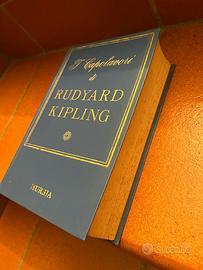 I Capolavori
di
RUDYARD
KIPLING
MURSIA
Subito